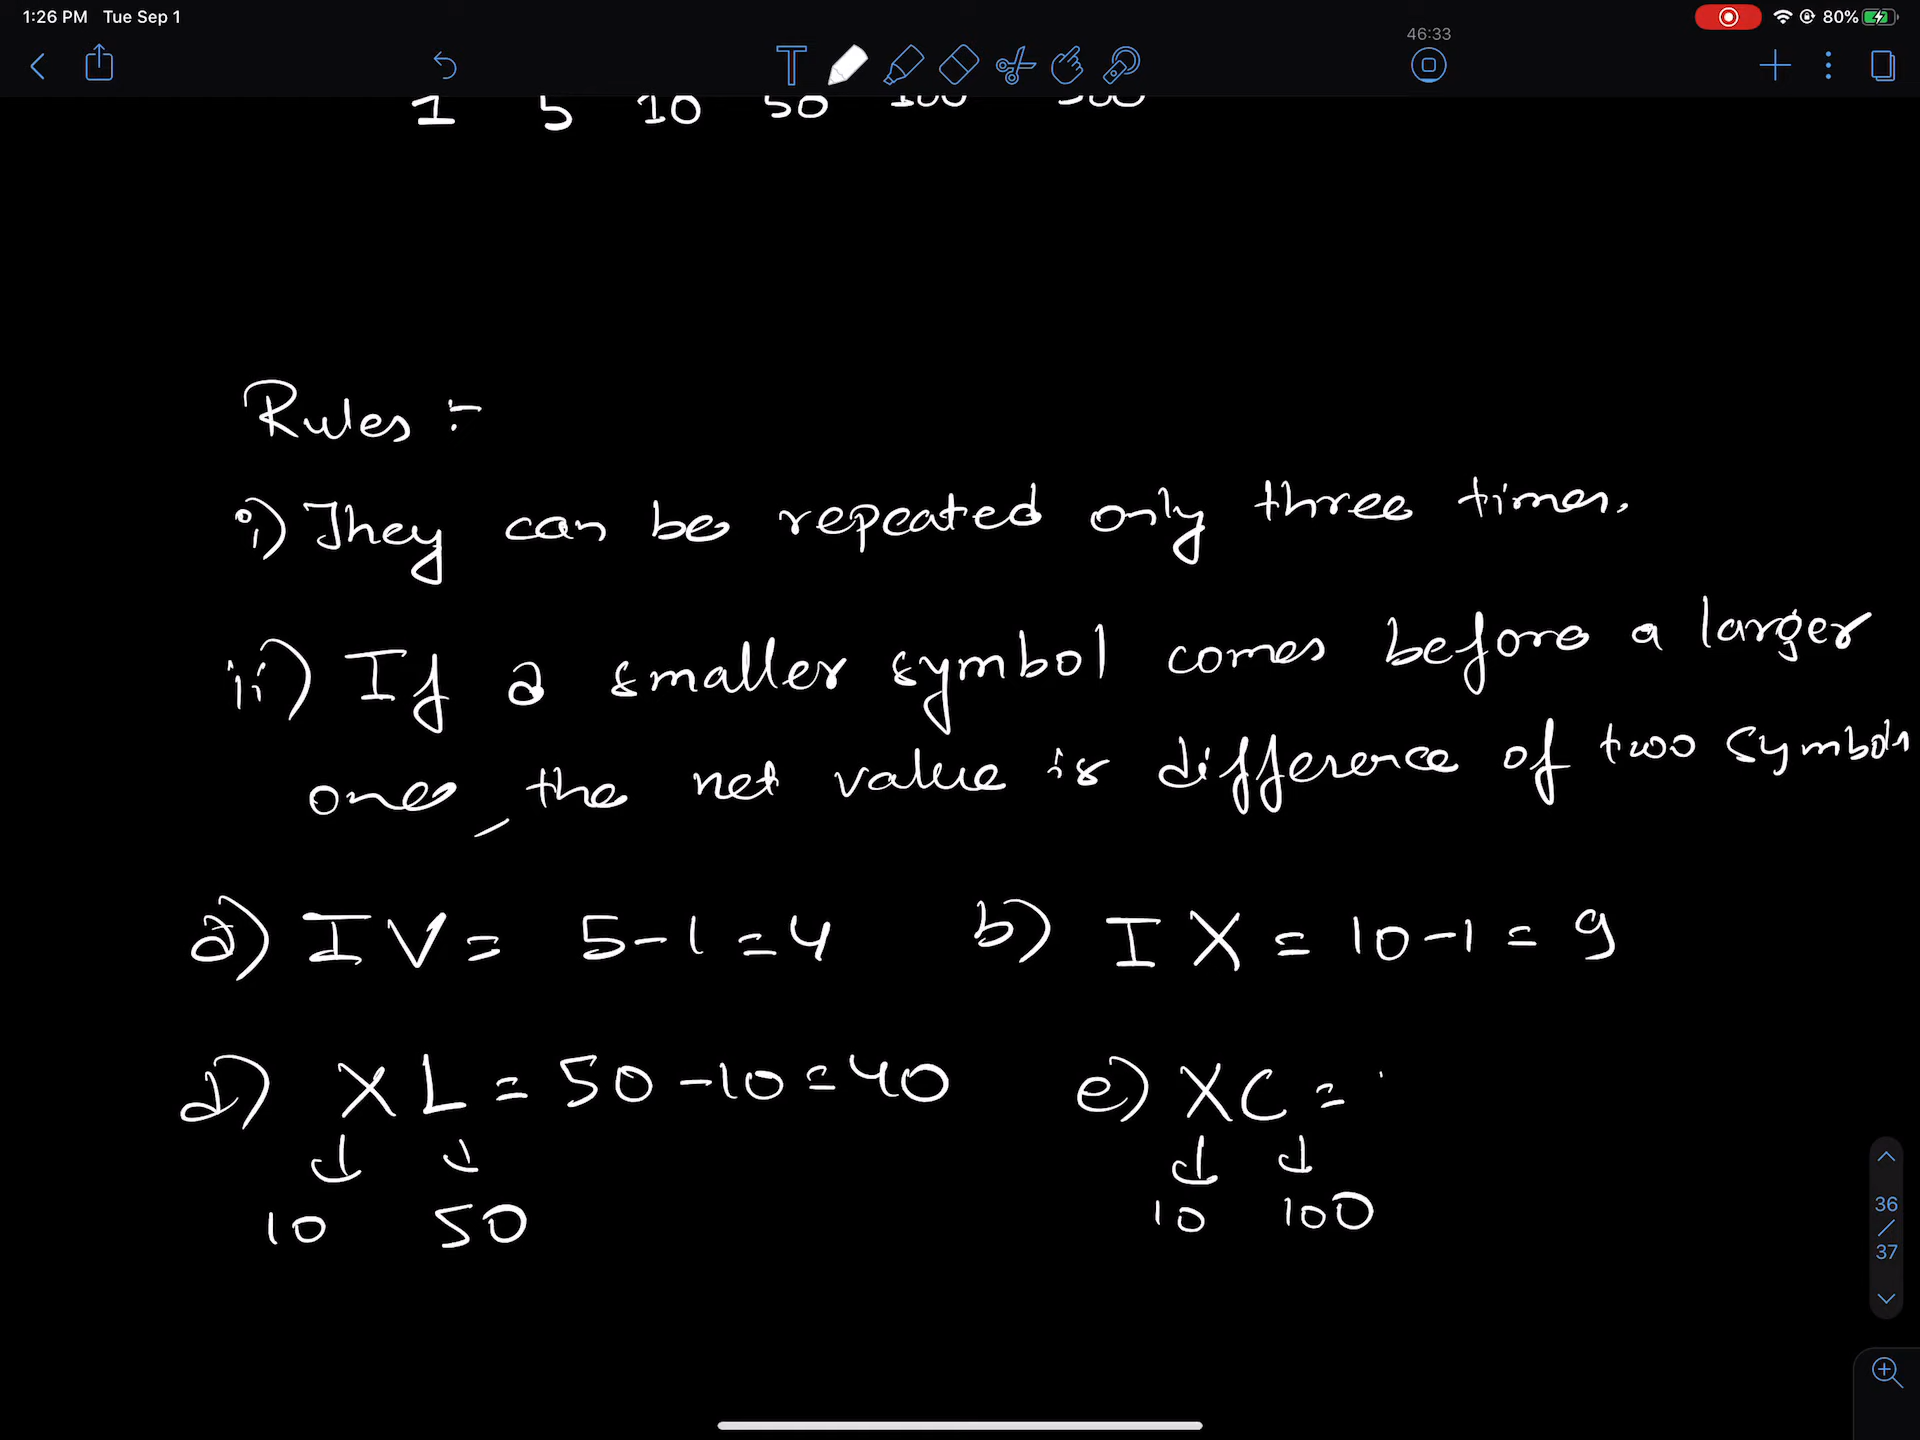 1:26 PM Tue Sep 1
80%
46:33
T
1 5 10 50 100 500
Rules :-
i) They can be repeated only three times.
ii) If a smaller symbol comes before a larger
one, the net value is difference of two symbols
a) IV = 5-1 = 4 b) IX = 10-1 = 9
d) XL = 50-10 = 40 e) XC =
10 50 10 100
36
/
37